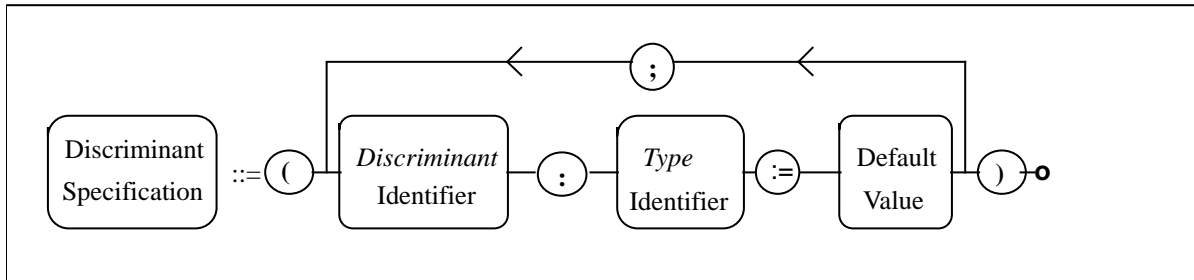 ;
Discriminant
Specification
::=
(
Discriminant
Identifier
:
Type
Identifier
:=
Default
Value
)
o